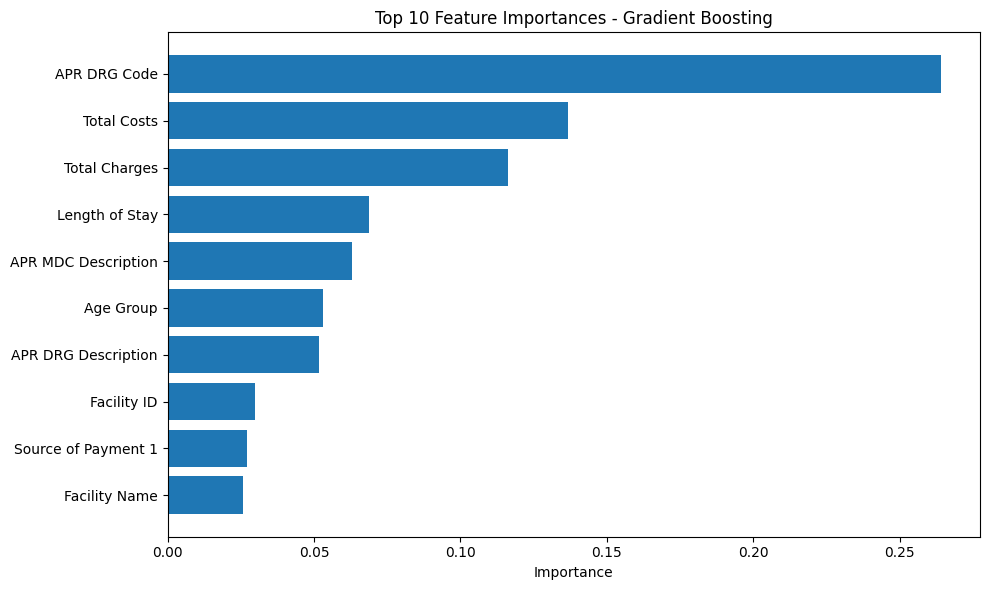 Top 10 Feature Importances - Gradient Boosting
APR DRG Code
Total Costs
Total Charges
Length of Stay
APR MDC Description
Age Group
APR DRG Description
Facility ID
Source of Payment 1
Facility Name
0.00 0.05 0.10 0.15 0.20 0.25
Importance